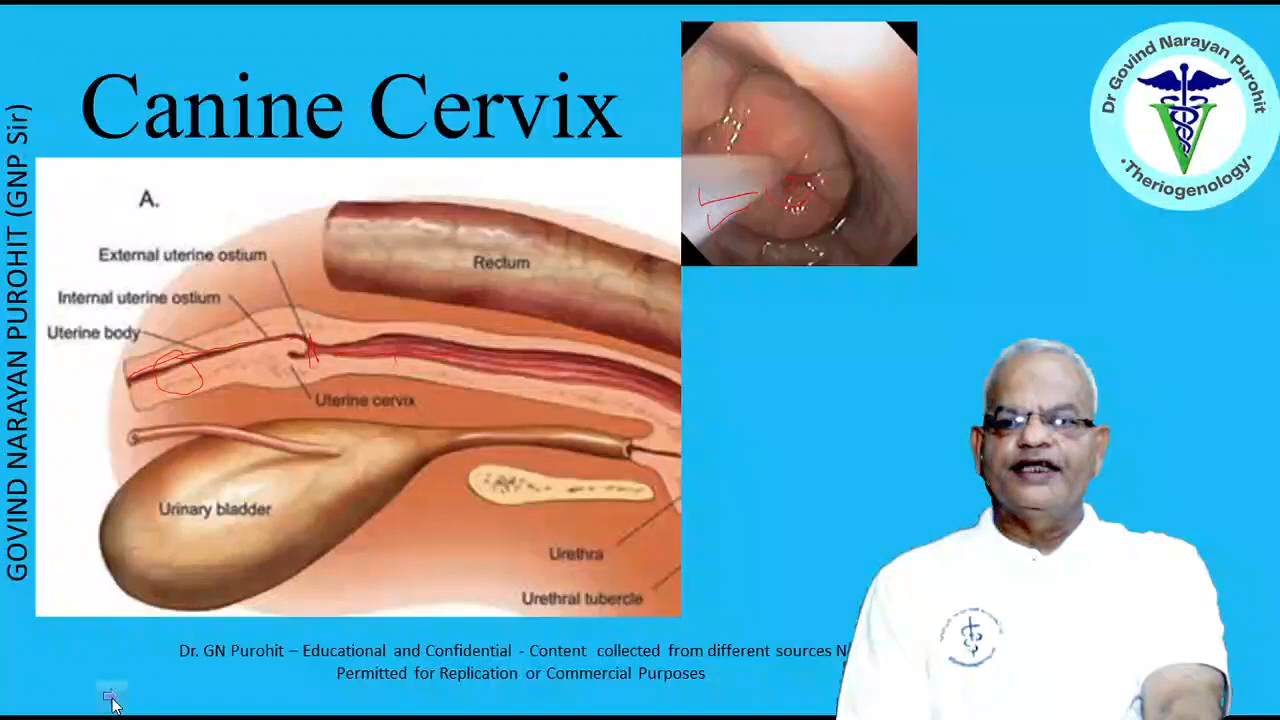 GOVIND NARAYAN PUROHIT (GNP Sir)
Canine Cervix
Dr Govind Narayan Purohit
V
·Theriogenology·
A.
External uterine ostium
Rectum
Internal uterine ostium
Uterine body
Uterine cervix
Urinary bladder
Urethra
Urethral tubercle
Dr. GN Purohit – Educational and Confidential - Content collected from different sources N
Permitted for Replication or Commercial Purposes